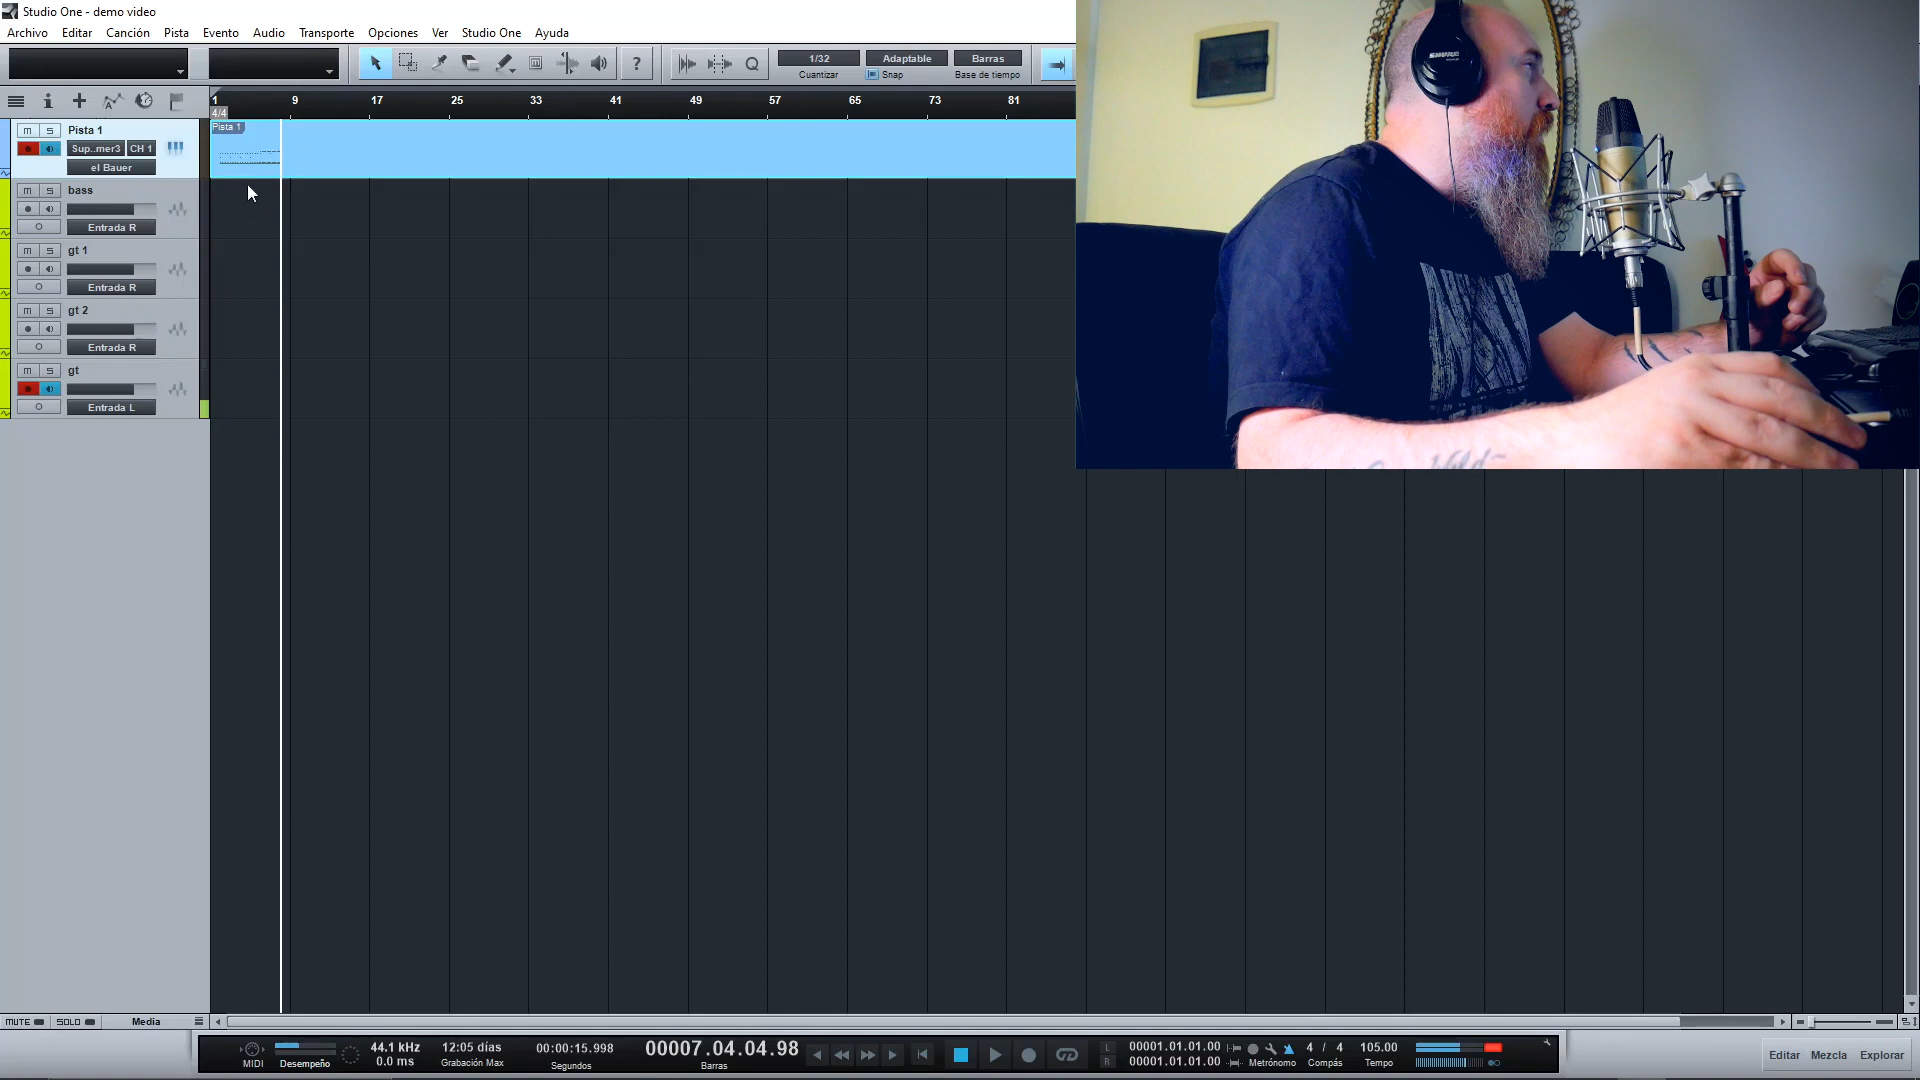 Studio One - demo video
Archivo Editar Canción Pista Evento Audio Transporte Opciones Ver Studio One Ayuda
1/32 Adaptable Barras
Cuantizar Snap Base de tiempo
1 9 17 25 33 41 49 57 65 73 81
4/4
m S Pista 1
Pista 1
Sup..mer3 CH 1
el Bauer
m S bass
Entrada R
m S gt 1
Entrada R
m S gt 2
Entrada R
m S gt
Entrada L
SHURE
MUTE SOLO Media
MIDI Desempeño
44.1 kHz
0.0 ms
12:05 días
Grabación Max
00:00:15.998
Segundos
00007.04.04.98
Barras
L 00001.01.01.00
R 00001.01.01.00
Metrónomo
4 / 4
Compás
105.00
Tempo
Editar Mezcla Explorar